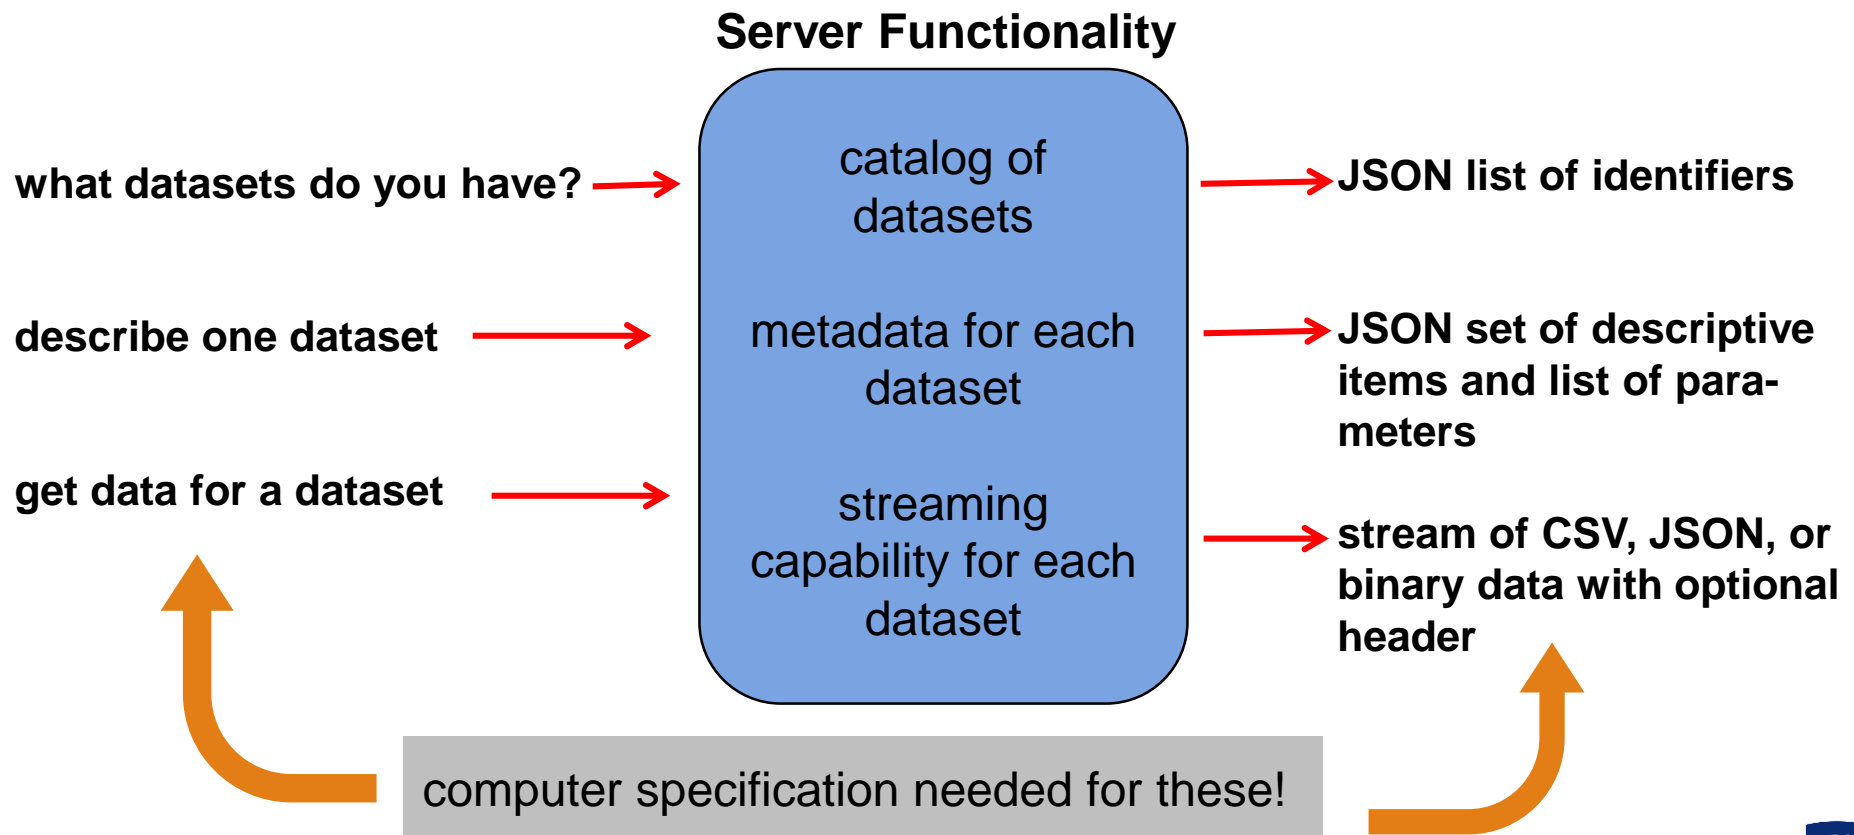 Server Functionality
what datasets do you have?
catalog of
datasets
JSON list of identifiers
describe one dataset
metadata for each
dataset
JSON set of descriptive
items and list of para-
meters
get data for a dataset
streaming
capability for each
dataset
stream of CSV, JSON, or
binary data with optional
header
computer specification needed for these!